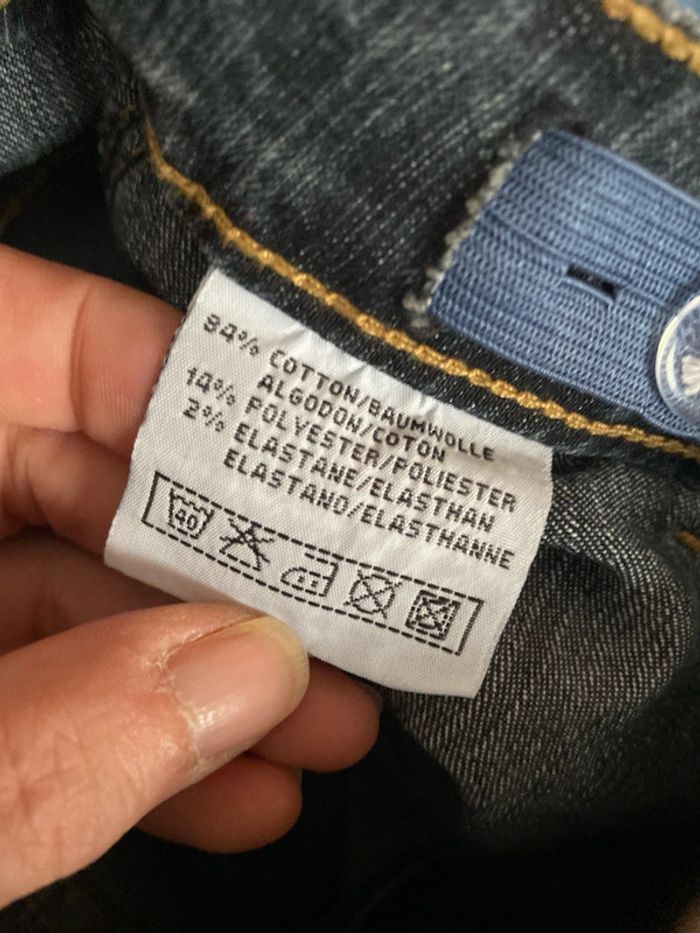 84% COTTON/BAUMWOLLE
ALGODON/COTON
14% POLYESTER/POLIESTER
2% ELASTANE/ELASTHAN
ELASTANO/ELASTHANNE
40